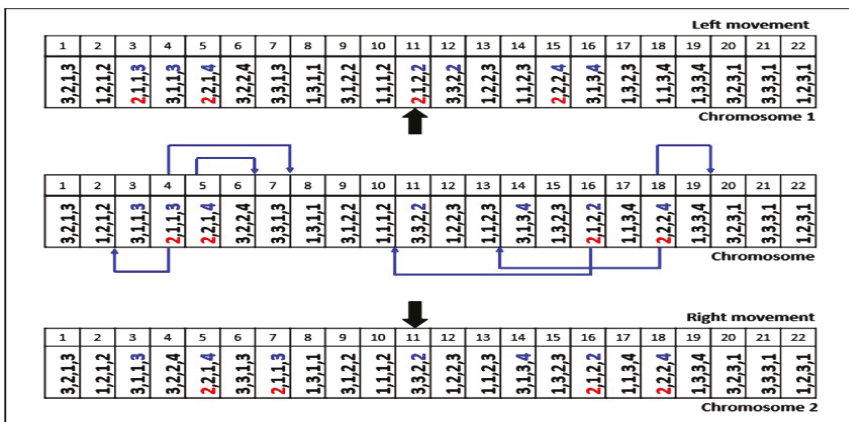 Left movement
1 2 3 4 5 6 7 8 9 10 11 12 13 14 15 16 17 18 19 20 21 22
3,2,1,3 1,2,1,2 2,1,1,3 3,1,1,3 2,2,1,4 3,2,2,4 3,3,1,3 1,3,1,1 3,1,2,2 1,1,1,2 2,1,2,2 3,3,2,2 1,2,2,3 1,1,2,3 2,2,2,4 3,1,3,4 1,3,2,3 1,1,3,4 1,3,3,4 3,2,3,1 3,3,3,1 1,2,3,1
Chromosome 1
1 2 3 4 5 6 7 8 9 10 11 12 13 14 15 16 17 18 19 20 21 22
3,2,1,3 1,2,1,2 3,1,1,3 2,1,1,3 2,2,1,4 3,2,2,4 3,3,1,3 1,3,1,1 3,1,2,2 1,1,1,2 3,3,2,2 1,2,2,3 1,1,2,3 3,1,3,4 1,3,2,3 2,1,2,2 1,1,3,4 2,2,2,4 1,3,3,4 3,2,3,1 3,3,3,1 1,2,3,1
Chromosome
Right movement
1 2 3 4 5 6 7 8 9 10 11 12 13 14 15 16 17 18 19 20 21 22
3,2,1,3 1,2,1,2 3,1,1,3 3,2,2,4 2,2,1,4 3,3,1,3 2,1,1,3 1,3,1,1 3,1,2,2 1,1,1,2 3,3,2,2 1,2,2,3 1,1,2,3 3,1,3,4 1,3,2,3 2,1,2,2 1,1,3,4 2,2,2,4 1,3,3,4 3,2,3,1 3,3,3,1 1,2,3,1
Chromosome 2